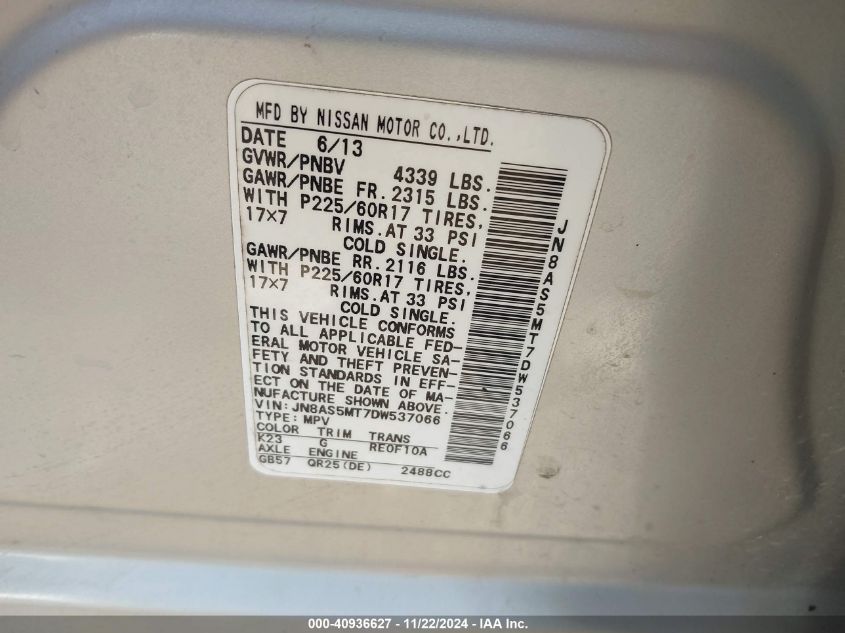 MFD BY NISSAN MOTOR CO.,LTD.
DATE 6/13
GVWR/PNBV 4339 LBS.
GAWR/PNBE FR. 2315 LBS.
WITH P225/60R17 TIRES,
17×7 RIMS.AT 33 PSI
COLD SINGLE.
GAWR/PNBE RR. 2116 LBS.
WITH P225/60R17 TIRES,
17×7 RIMS.AT 33 PSI
COLD SINGLE.
THIS VEHICLE CONFORMS
TO ALL APPLICABLE FED-
ERAL MOTOR VEHICLE SA-
FETY AND THEFT PREVEN-
TION STANDARDS IN EFF-
ECT ON THE DATE OF MA-
NUFACTURE SHOWN ABOVE.
VIN: JN8AS5MT7DW537066
TYPE: MPV
COLOR TRIM TRANS
K23 G RE0F10A
AXLE ENGINE
GB57 QR25(DE) 2488CC
JN8AS5MT7DW537066
000-40936627 - 11/22/2024 - IAA Inc.